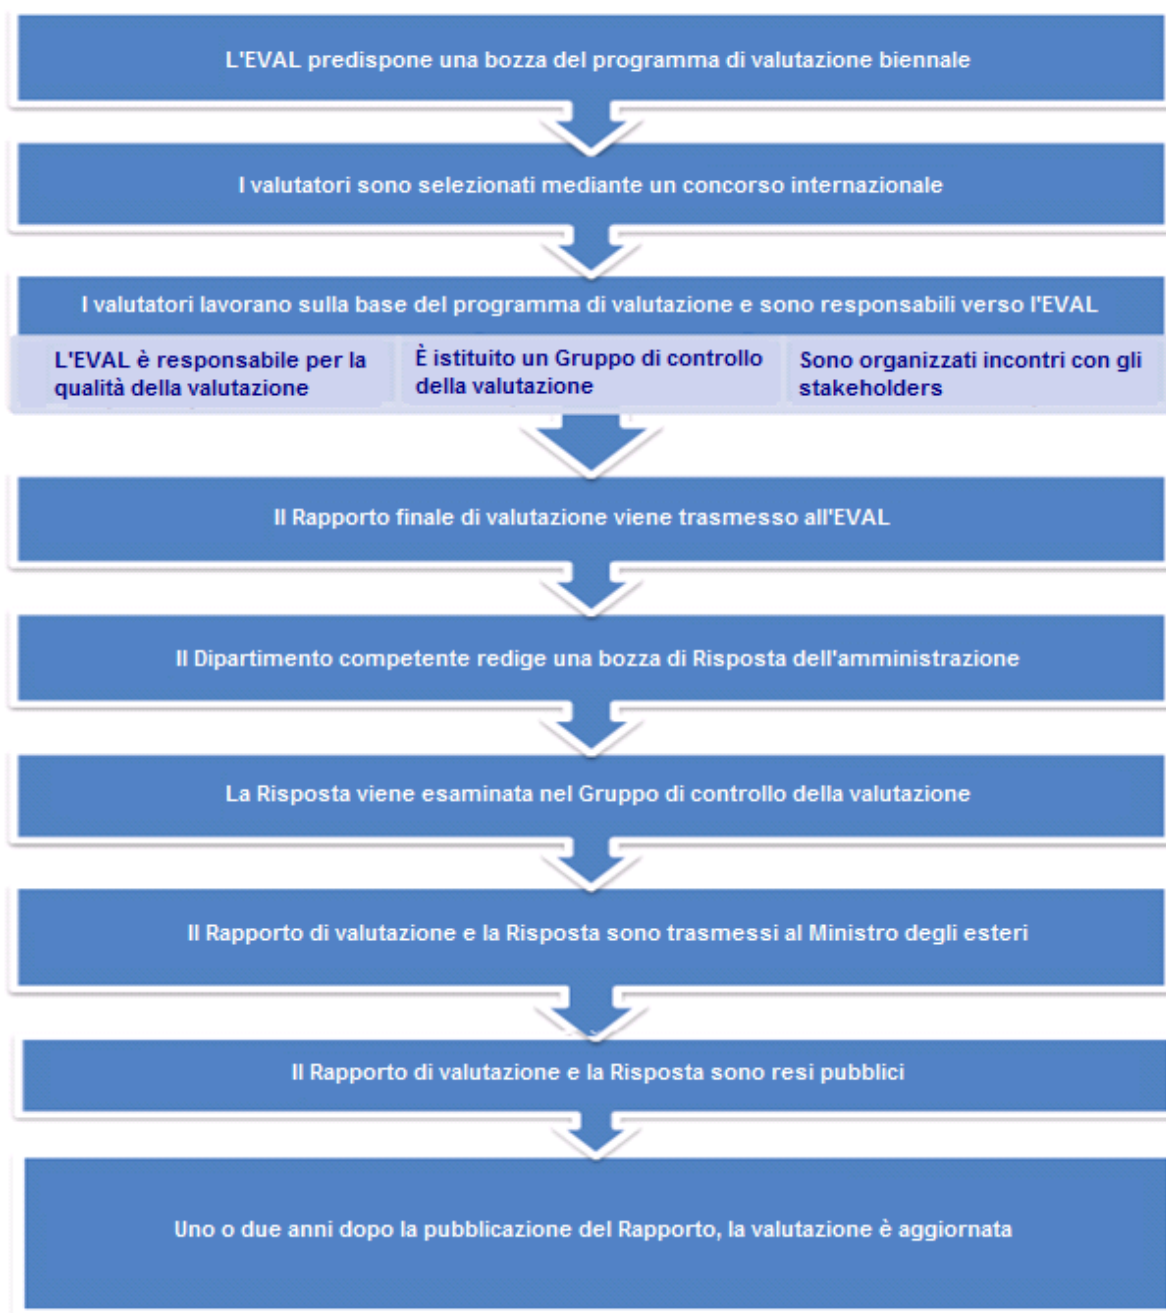 L'EVAL predispone una bozza del programma di valutazione biennale
I valutatori sono selezionati mediante un concorso internazionale
I valutatori lavorano sulla base del programma di valutazione e sono responsabili verso l'EVAL
L'EVAL è responsabile per la
qualità della valutazione
È istituito un Gruppo di controllo
della valutazione
Sono organizzati incontri con gli
stakeholders
Il Rapporto finale di valutazione viene trasmesso all'EVAL
Il Dipartimento competente redige una bozza di Risposta dell'amministrazione
La Risposta viene esaminata nel Gruppo di controllo della valutazione
Il Rapporto di valutazione e la Risposta sono trasmessi al Ministro degli esteri
Il Rapporto di valutazione e la Risposta sono resi pubblici
Uno o due anni dopo la pubblicazione del Rapporto, la valutazione è aggiornata